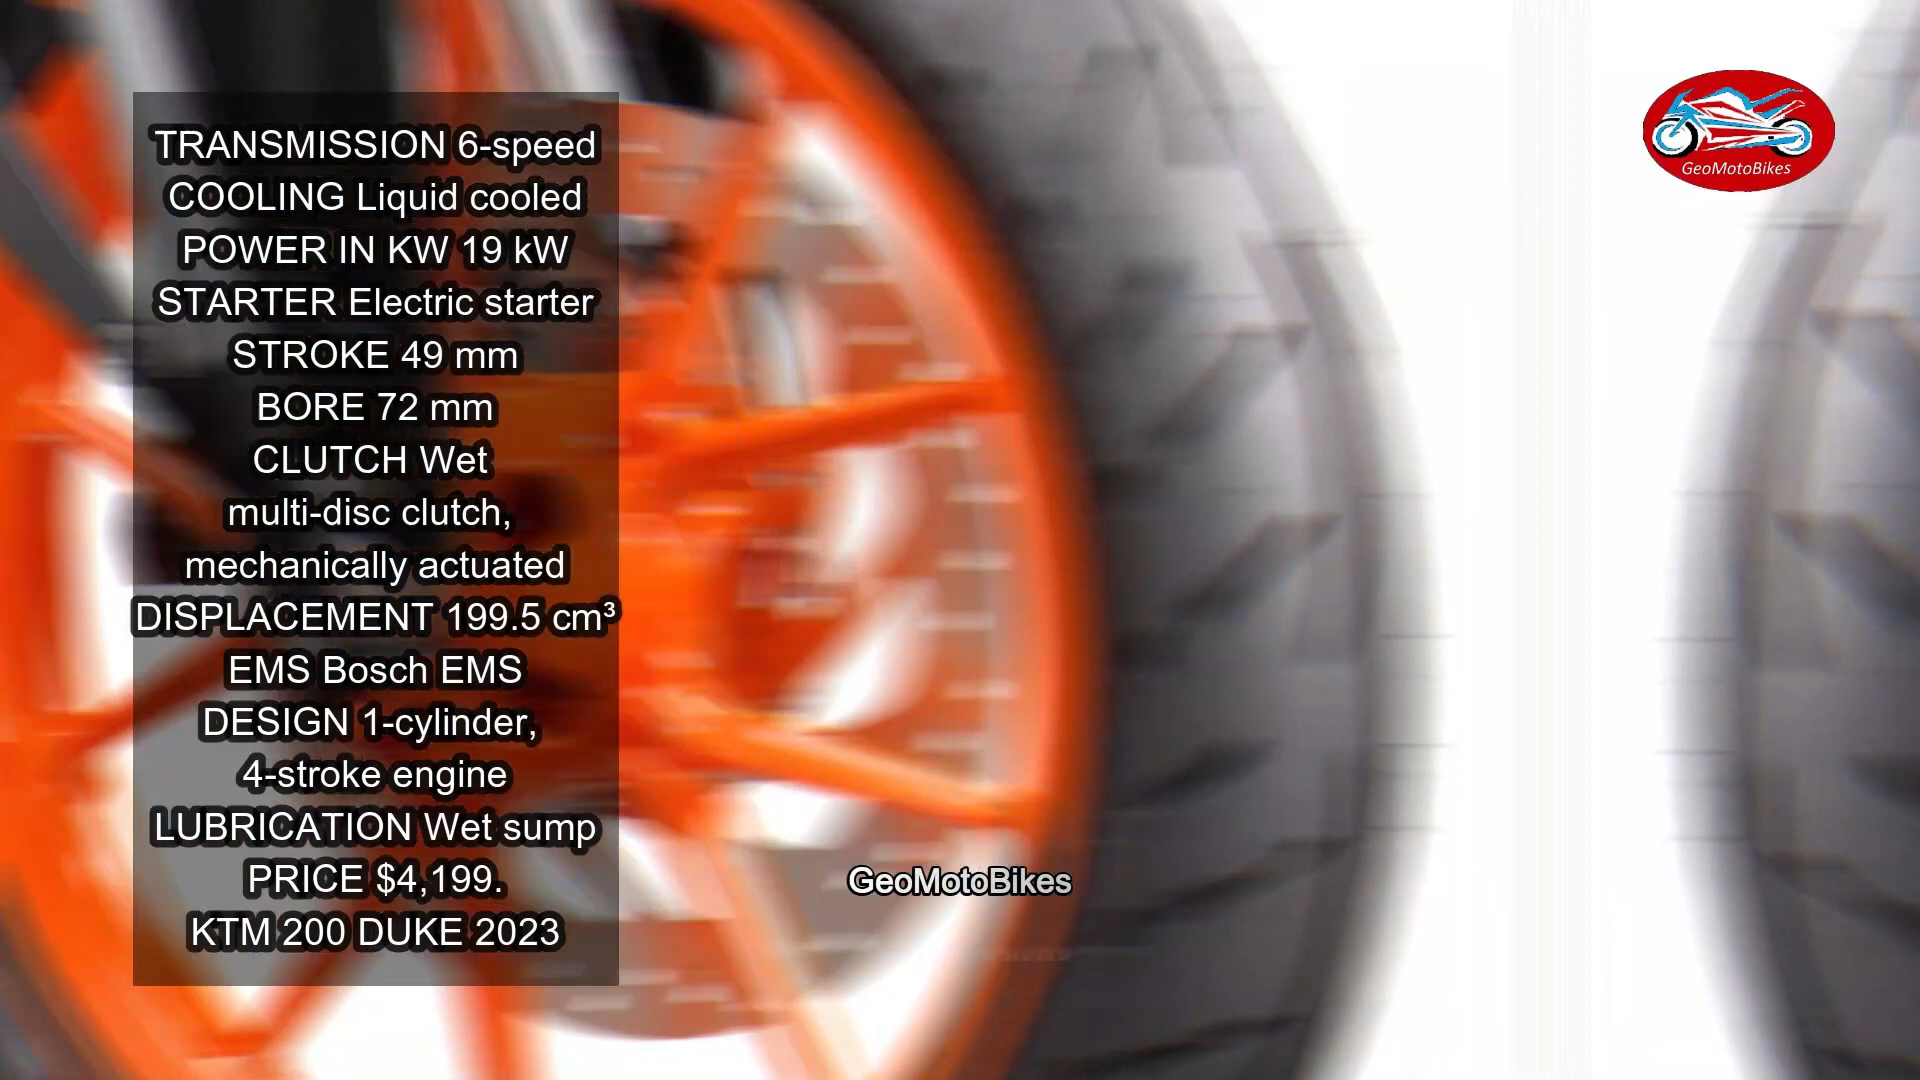 TRANSMISSION 6-speed
COOLING Liquid cooled
POWER IN KW 19 kW
STARTER Electric starter
STROKE 49 mm
BORE 72 mm
CLUTCH Wet
multi-disc clutch,
mechanically actuated
DISPLACEMENT 199.5 cm³
EMS Bosch EMS
DESIGN 1-cylinder,
4-stroke engine
LUBRICATION Wet sump
PRICE $4,199.
KTM 200 DUKE 2023
GeoMotoBikes
GeoMotoBikes